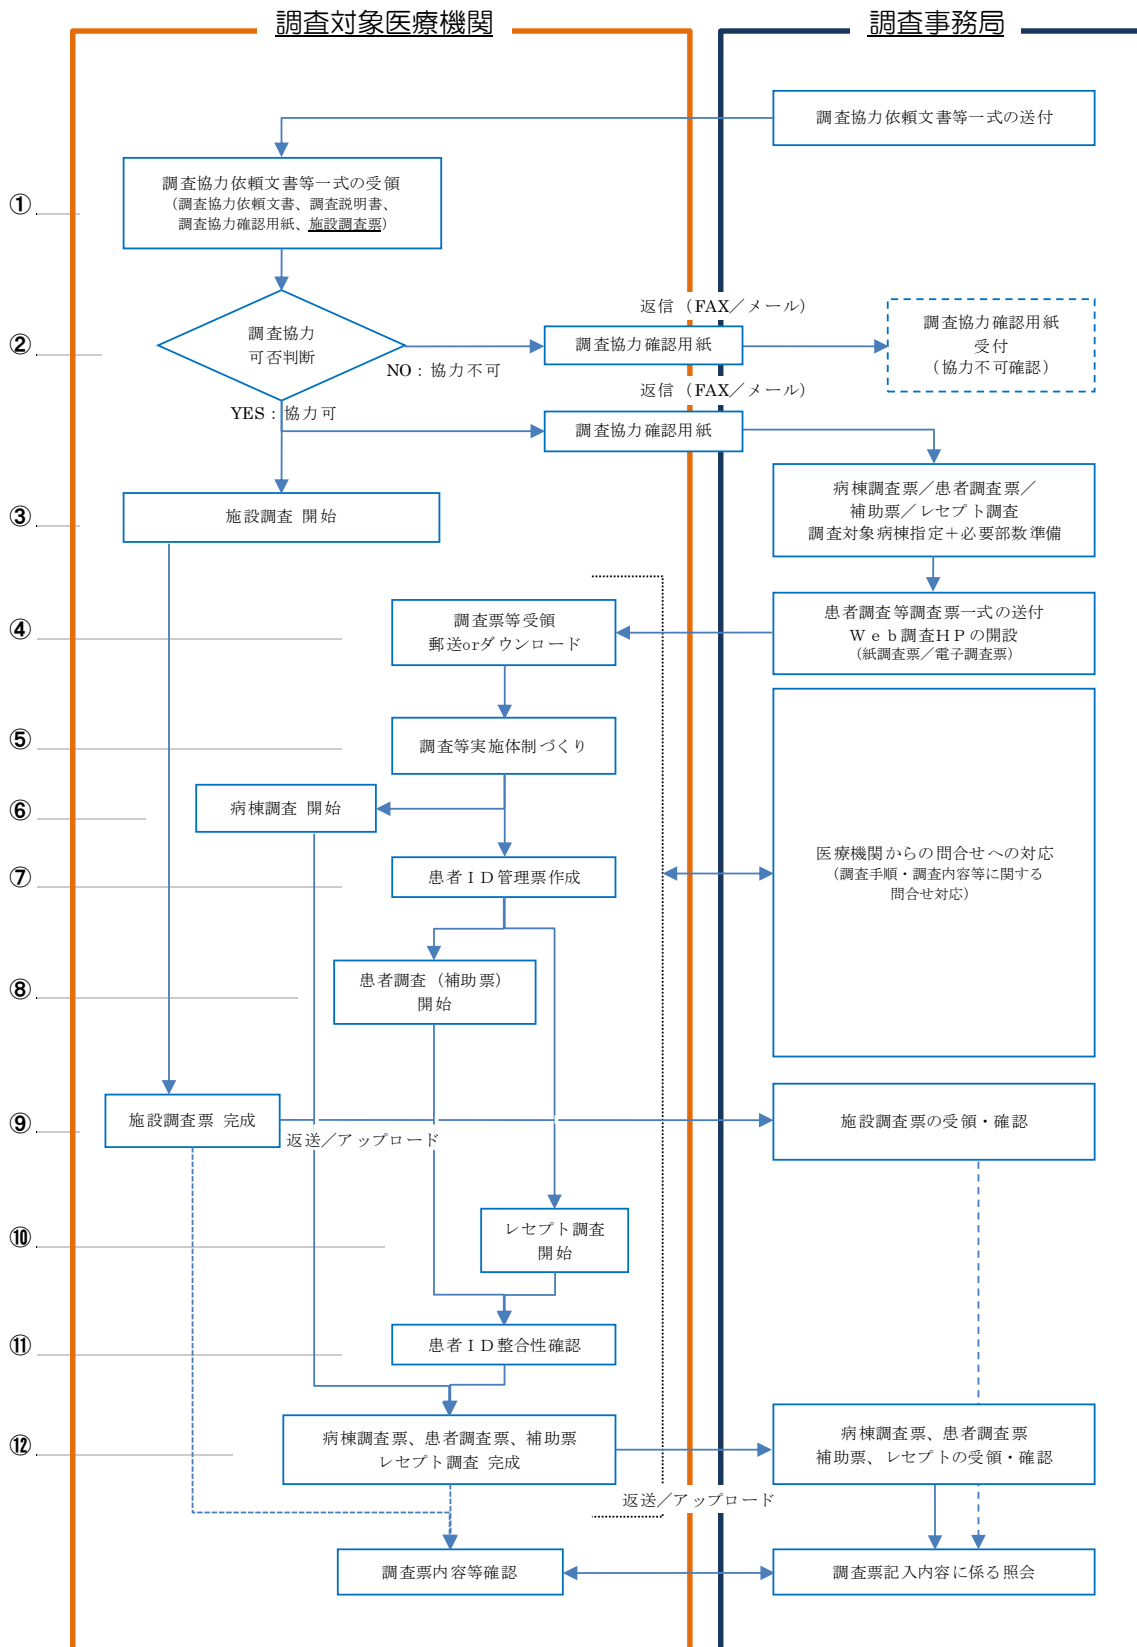 調査対象医療機関
調査事務局
調査協力依頼文書等一式の送付
①
調査協力依頼文書等一式の受領
（調査協力依頼文書、調査説明書、
調査協力確認用紙、施設調査票）
②
調査協力
可否判断
NO：協力不可
返信（FAX／メール）
調査協力確認用紙
調査協力確認用紙
受付
（協力不可確認）
YES：協力可
返信（FAX／メール）
調査協力確認用紙
③
施設調査 開始
病棟調査票／患者調査票／
補助票／レセプト調査
調査対象病棟指定＋必要部数準備
④
調査票等受領
郵送orダウンロード
患者調査等調査票一式の送付
Ｗｅｂ調査ＨＰの開設
（紙調査票／電子調査票）
⑤
調査等実施体制づくり
⑥
病棟調査 開始
⑦
患者ＩＤ管理票作成
医療機関からの問合せへの対応
（調査手順・調査内容等に関する
問合せ対応）
⑧
患者調査（補助票）
開始
⑨
施設調査票 完成
返送／アップロード
施設調査票の受領・確認
⑩
レセプト調査
開始
⑪
患者ＩＤ整合性確認
⑫
病棟調査票、患者調査票、補助票
レセプト調査 完成
返送／アップロード
病棟調査票、患者調査票
補助票、レセプトの受領・確認
調査票内容等確認
調査票記入内容に係る照会